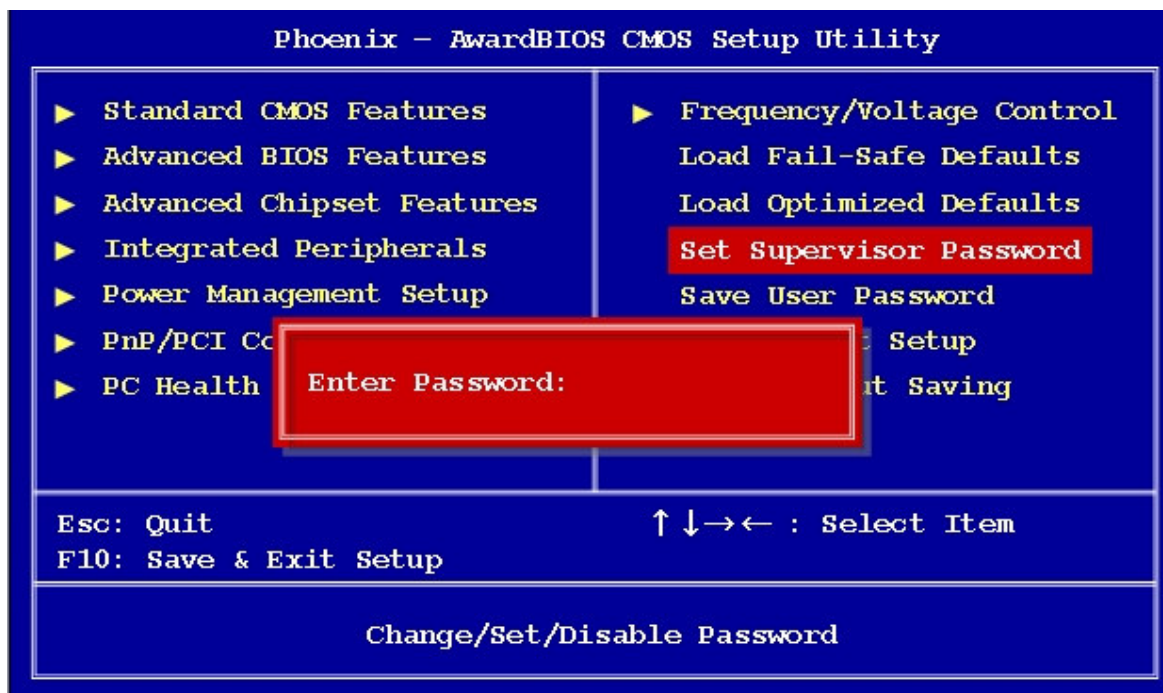 Phoenix – AwardBIOS CMOS Setup Utility
▶ Standard CMOS Features
▶ Advanced BIOS Features
▶ Advanced Chipset Features
▶ Integrated Peripherals
▶ Power Management Setup
▶ PnP/PCI
▶ PC Health
▶ Frequency/Voltage Control
Load Fail-Safe Defaults
Load Optimized Defaults
Set Supervisor Password
Save User Password
Setup
Saving
Enter Password:
Esc: Quit
F10: Save & Exit Setup
↑↓→← : Select Item
Change/Set/Disable Password